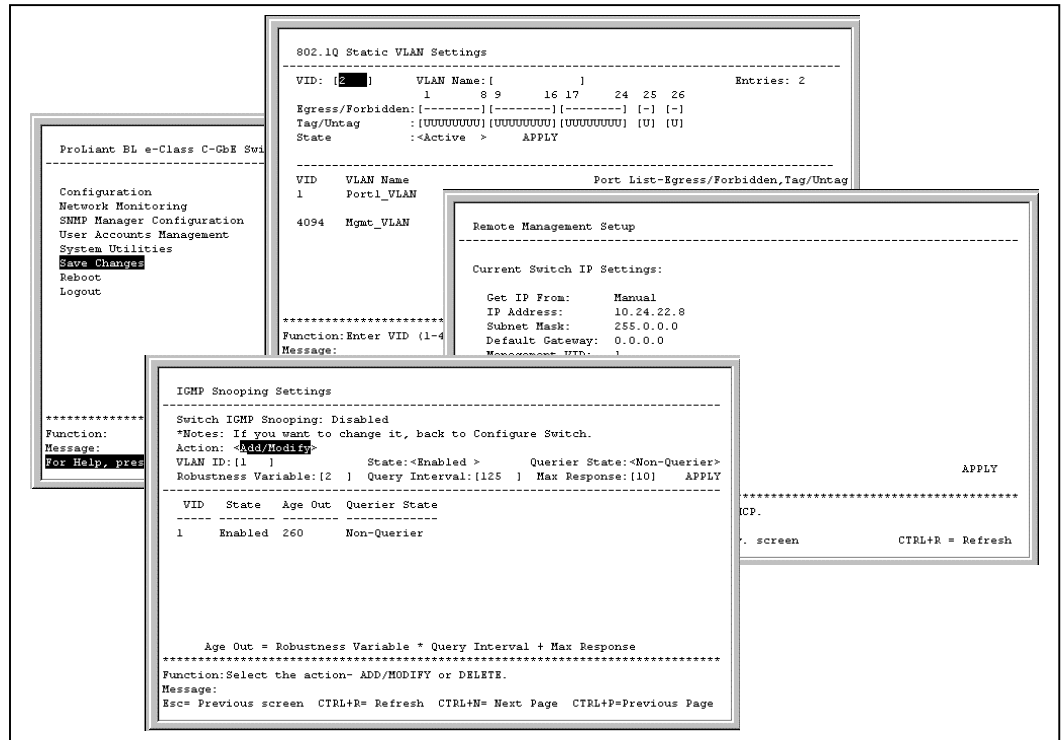 802.1Q Static VLAN Settings
VID: [2   ]     VLAN Name:[            ]                     Entries: 2
1       8 9      16 17     24  25  26
Egress/Forbidden:[--------][--------][--------] [-] [-]
Tag/Untag       :[UUUUUUUU][UUUUUUUU][UUUUUUUU] [U] [U]
State           :<Active  >     APPLY
VID    VLAN Name                       Port List-Egress/Forbidden,Tag/Untag
1      Port1_VLAN
4094   Mgmt_VLAN
Function:Enter VID (1-4
Message:
ProLiant BL e-Class C-GbE Swi
Configuration
Network Monitoring
SNMP Manager Configuration
User Accounts Management
System Utilities
Save Changes
Reboot
Logout
Function:
Message:
For Help, pres
Remote Management Setup
Current Switch IP Settings:
Get IP From:      Manual
IP Address:       10.24.22.8
Subnet Mask:      255.0.0.0
Default Gateway:  0.0.0.0
Management VID:   1
APPLY
CP.
. screen              CTRL+R = Refresh
IGMP Snooping Settings
Switch IGMP Snooping: Disabled
*Notes: If you want to change it, back to Configure Switch.
Action: <Add/Modify>
VLAN ID:[1   ]            State:<Enabled >       Querier State:<Non-Querier>
Robustness Variable:[2  ]  Query Interval:[125  ]  Max Response:[10]    APPLY
VID   State   Age Out  Querier State
1     Enabled  260      Non-Querier
Age Out = Robustness Variable * Query Interval + Max Response
Function:Select the action- ADD/MODIFY or DELETE.
Message:
Esc= Previous screen  CTRL+R= Refresh  CTRL+N= Next Page  CTRL+P=Previous Page